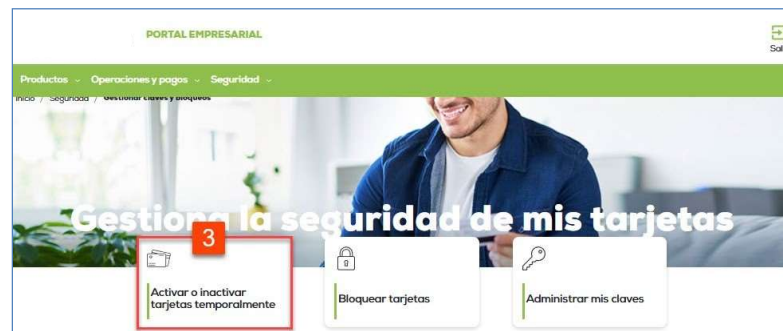 PORTAL EMPRESARIAL
Productos
Operaciones y pagos
Seguridad
Inicio / Seguridad / Gestionar claves y bloqueos
Gestiona la seguridad de mis tarjetas
3
Activar o inactivar
tarjetas temporalmente
Bloquear tarjetas
Administrar mis claves